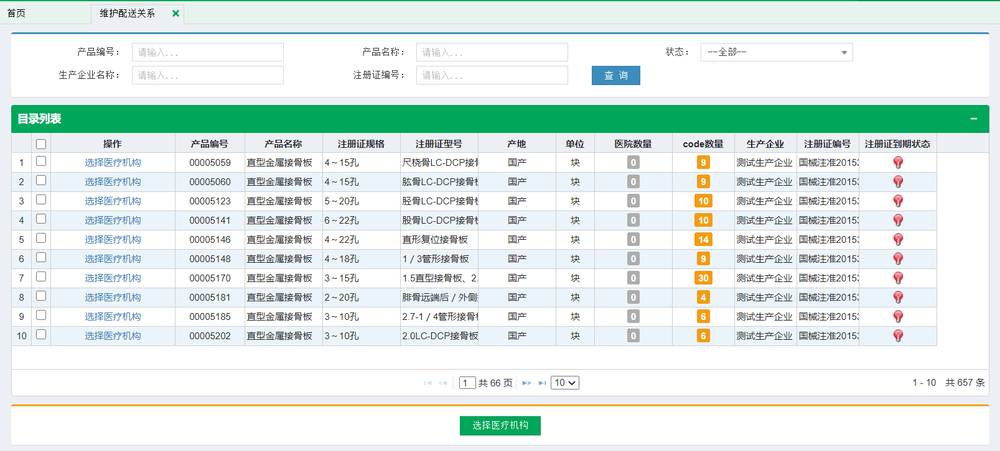 首页 维护配送关系
产品编号： 请输入... 产品名称： 请输入... 状态： --全部--
生产企业名称： 请输入... 注册证编号： 请输入... 查 询
目录列表
操作 产品编号 产品名称 注册证规格 注册证型号 产地 单位 医院数量 code数量 生产企业 注册证编号 注册证到期状态
1 选择医疗机构 00005059 直型金属接骨板 4～15孔 尺桡骨LC-DCP接骨 国产 块 0 9 测试生产企业 国械注准20153
2 选择医疗机构 00005060 直型金属接骨板 4～15孔 肱骨LC-DCP接骨板 国产 块 0 9 测试生产企业 国械注准20153
3 选择医疗机构 00005123 直型金属接骨板 5～20孔 胫骨LC-DCP接骨板 国产 块 0 10 测试生产企业 国械注准20153
4 选择医疗机构 00005141 直型金属接骨板 6～22孔 股骨LC-DCP接骨板 国产 块 0 10 测试生产企业 国械注准20153
5 选择医疗机构 00005146 直型金属接骨板 4～22孔 直形复位接骨板 国产 块 0 14 测试生产企业 国械注准20153
6 选择医疗机构 00005148 直型金属接骨板 4～18孔 1／3管形接骨板 国产 块 0 9 测试生产企业 国械注准20153
7 选择医疗机构 00005170 直型金属接骨板 3～15孔 1.5直型接骨板、2. 国产 块 0 30 测试生产企业 国械注准20153
8 选择医疗机构 00005181 直型金属接骨板 2～20孔 腓骨远端后／外侧 国产 块 0 4 测试生产企业 国械注准20153
9 选择医疗机构 00005185 直型金属接骨板 3～10孔 2.7-1／4管形接骨板 国产 块 0 6 测试生产企业 国械注准20153
10 选择医疗机构 00005202 直型金属接骨板 3～10孔 2.0LC-DCP接骨板 国产 块 0 6 测试生产企业 国械注准20153
1 共 66 页 10 1 - 10 共 657 条
选择医疗机构